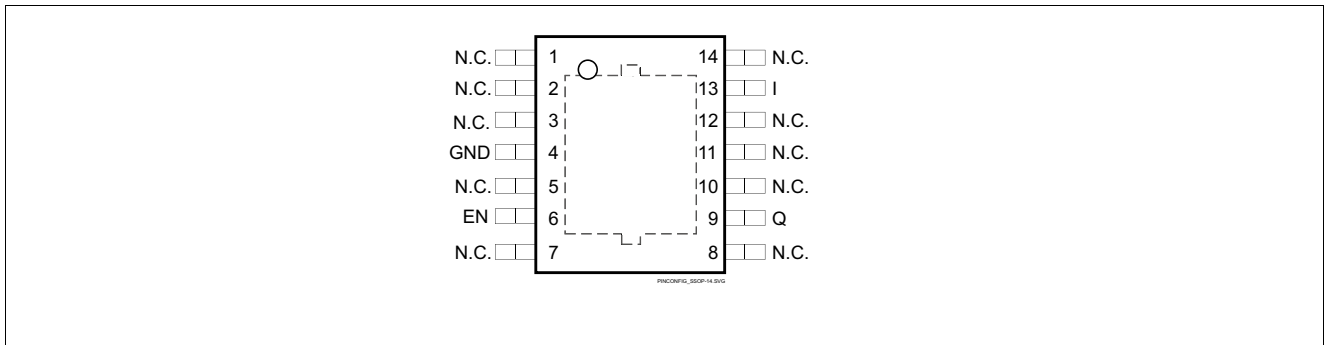 N.C. 1 14 N.C.
N.C. 2 13 I
N.C. 3 12 N.C.
GND 4 11 N.C.
N.C. 5 10 N.C.
EN 6 9 Q
N.C. 7 8 N.C.
PINCONFIG_SSOP-14.SVG